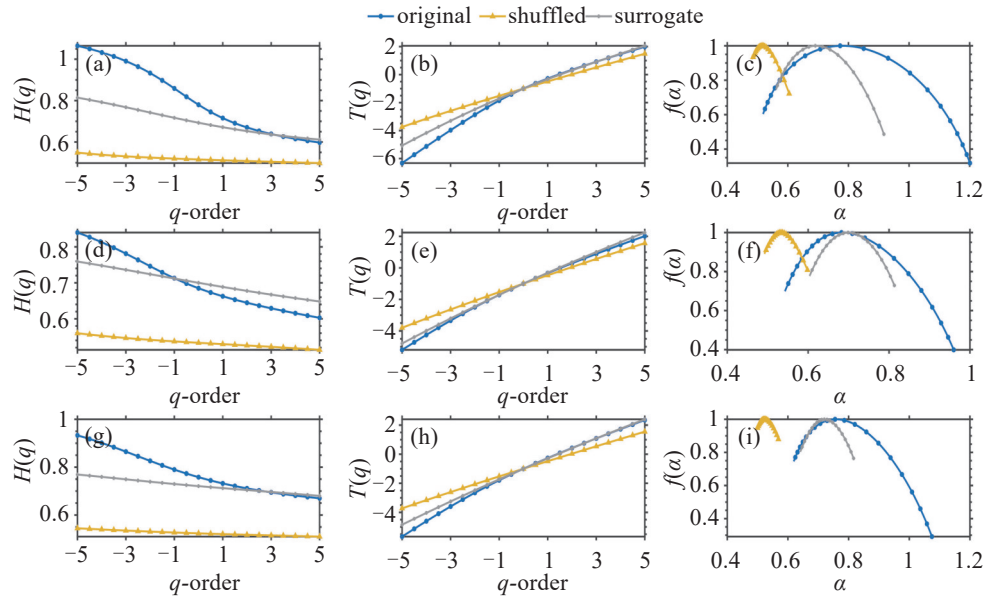 original shuffled surrogate
(a) (b) (c)
H(q) T(q) f(α)
1 0.8 0.6
2 0 −2 −4 −6
1 0.8 0.6 0.4
−5 −3 −1 1 3 5
−5 −3 −1 1 3 5
0.4 0.6 0.8 1 1.2
q-order q-order α
(d) (e) (f)
H(q) T(q) f(α)
0.8 0.7 0.6
2 0 −2 −4
1 0.8 0.6 0.4
−5 −3 −1 1 3 5
−5 −3 −1 1 3 5
0.4 0.6 0.8 1
q-order q-order α
(g) (h) (i)
H(q) T(q) f(α)
1 0.8 0.6
2 0 −2 −4
1 0.8 0.6 0.4
−5 −3 −1 1 3 5
−5 −3 −1 1 3 5
0.4 0.6 0.8 1 1.2
q-order q-order α